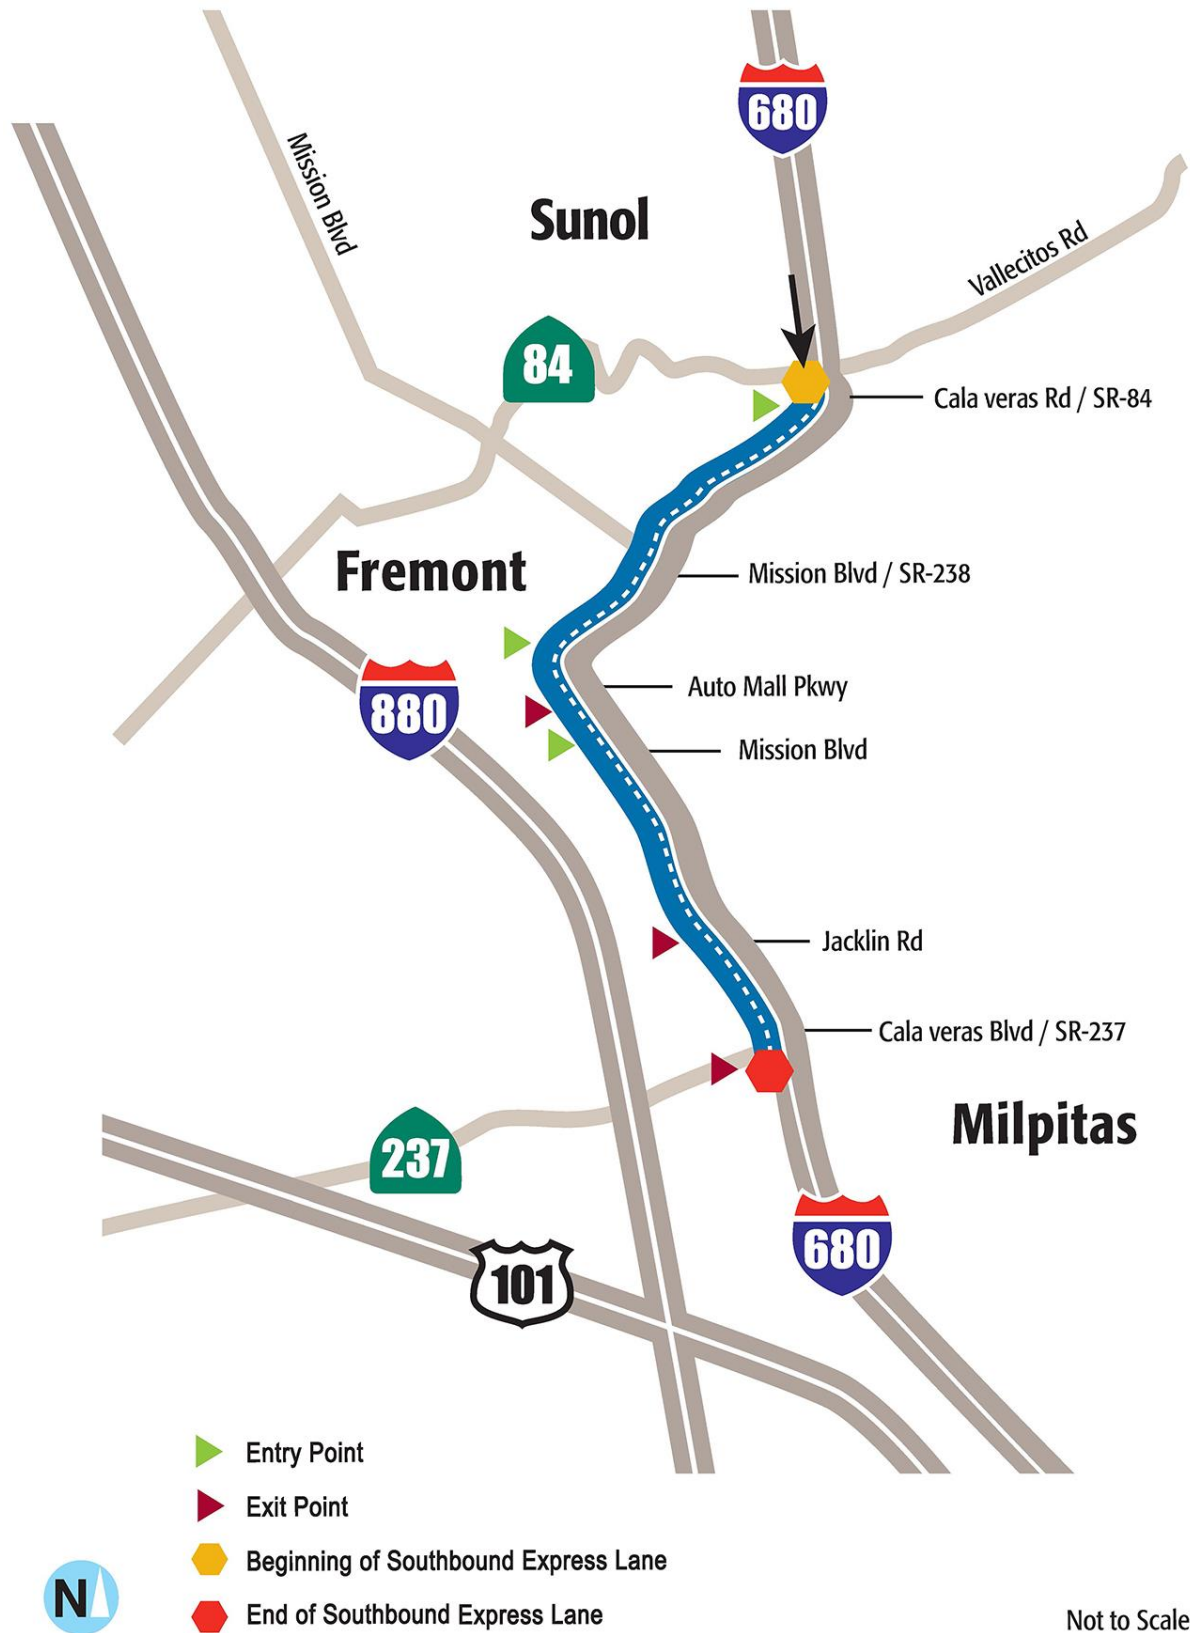 680
Mission Blvd
Sunol
Vallecitos Rd
84
Cala veras Rd / SR-84
Fremont
Mission Blvd / SR-238
880
Auto Mall Pkwy
Mission Blvd
Jacklin Rd
Cala veras Blvd / SR-237
Milpitas
237
680
101
Entry Point
Exit Point
Beginning of Southbound Express Lane
N
End of Southbound Express Lane
Not to Scale